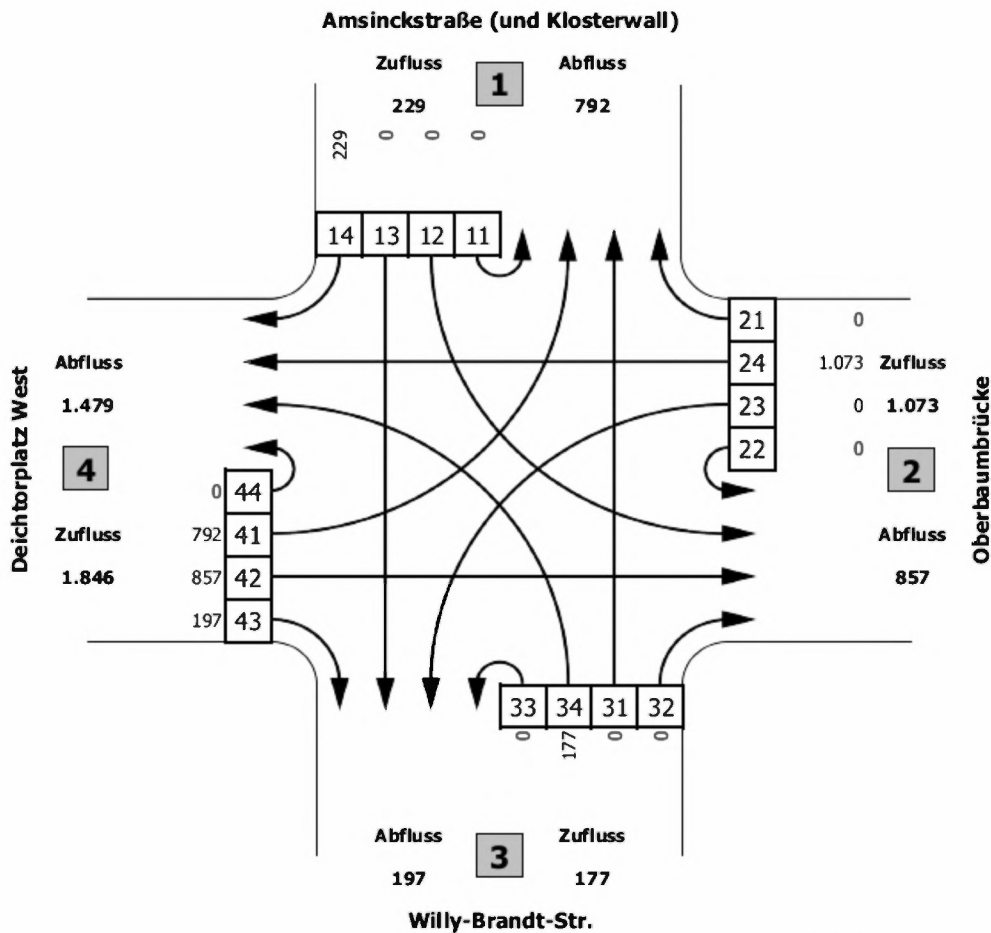 Amsinckstraße (und Klosterwall)
Zufluss 1 Abfluss
229 792
229 0 0 0
14 13 12 11
21 0
24 1.073 Zufluss
23 0 1.073
22 0
2
Oberbaumbrücke
Abfluss
857
Abfluss
1.479
4
Deichtorplatz West
Zufluss
1.846
0 44
792 41
857 42
197 43
33 34 31 32
0 177 0 0
Abfluss 3 Zufluss
197 177
Willy-Brandt-Str.